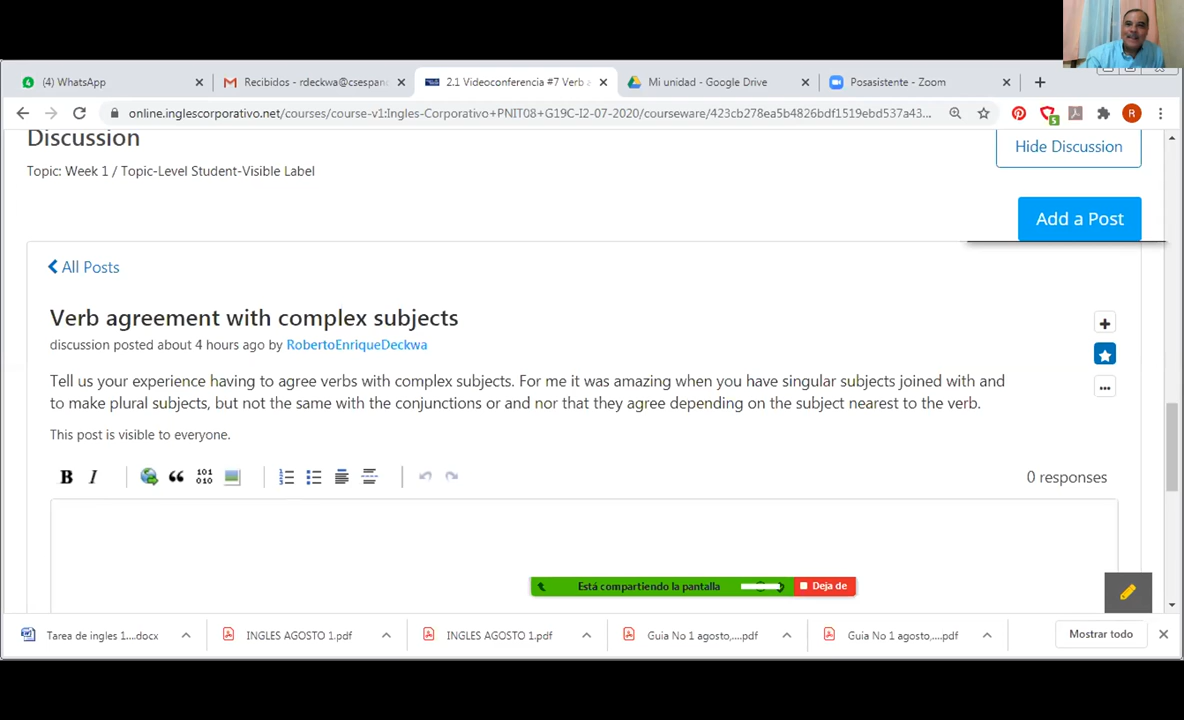 (4) WhatsApp
Recibidos - rdeckwa@csespan
2.1 Videoconferencia #7 Verb a
Mi unidad - Google Drive
Posasistente - Zoom
online.inglescorporativo.net/courses/course-v1:Ingles-Corporativo+PNIT08+G19C-I2-07-2020/courseware/423cb278ea5b4826bdf1519ebd537a43...
R
Discussion
Hide Discussion
Topic: Week 1 / Topic-Level Student-Visible Label
Add a Post
All Posts
Verb agreement with complex subjects
discussion posted about 4 hours ago by RobertoEnriqueDeckwa
Tell us your experience having to agree verbs with complex subjects. For me it was amazing when you have singular subjects joined with and
to make plural subjects, but not the same with the conjunctions or and nor that they agree depending on the subject nearest to the verb.
This post is visible to everyone.
B I
101
010
0 responses
Está compartiendo la pantalla
Deja de
Tarea de ingles 1....docx
INGLES AGOSTO 1.pdf
INGLES AGOSTO 1.pdf
Guia No 1 agosto,....pdf
Guia No 1 agosto,....pdf
Mostrar todo